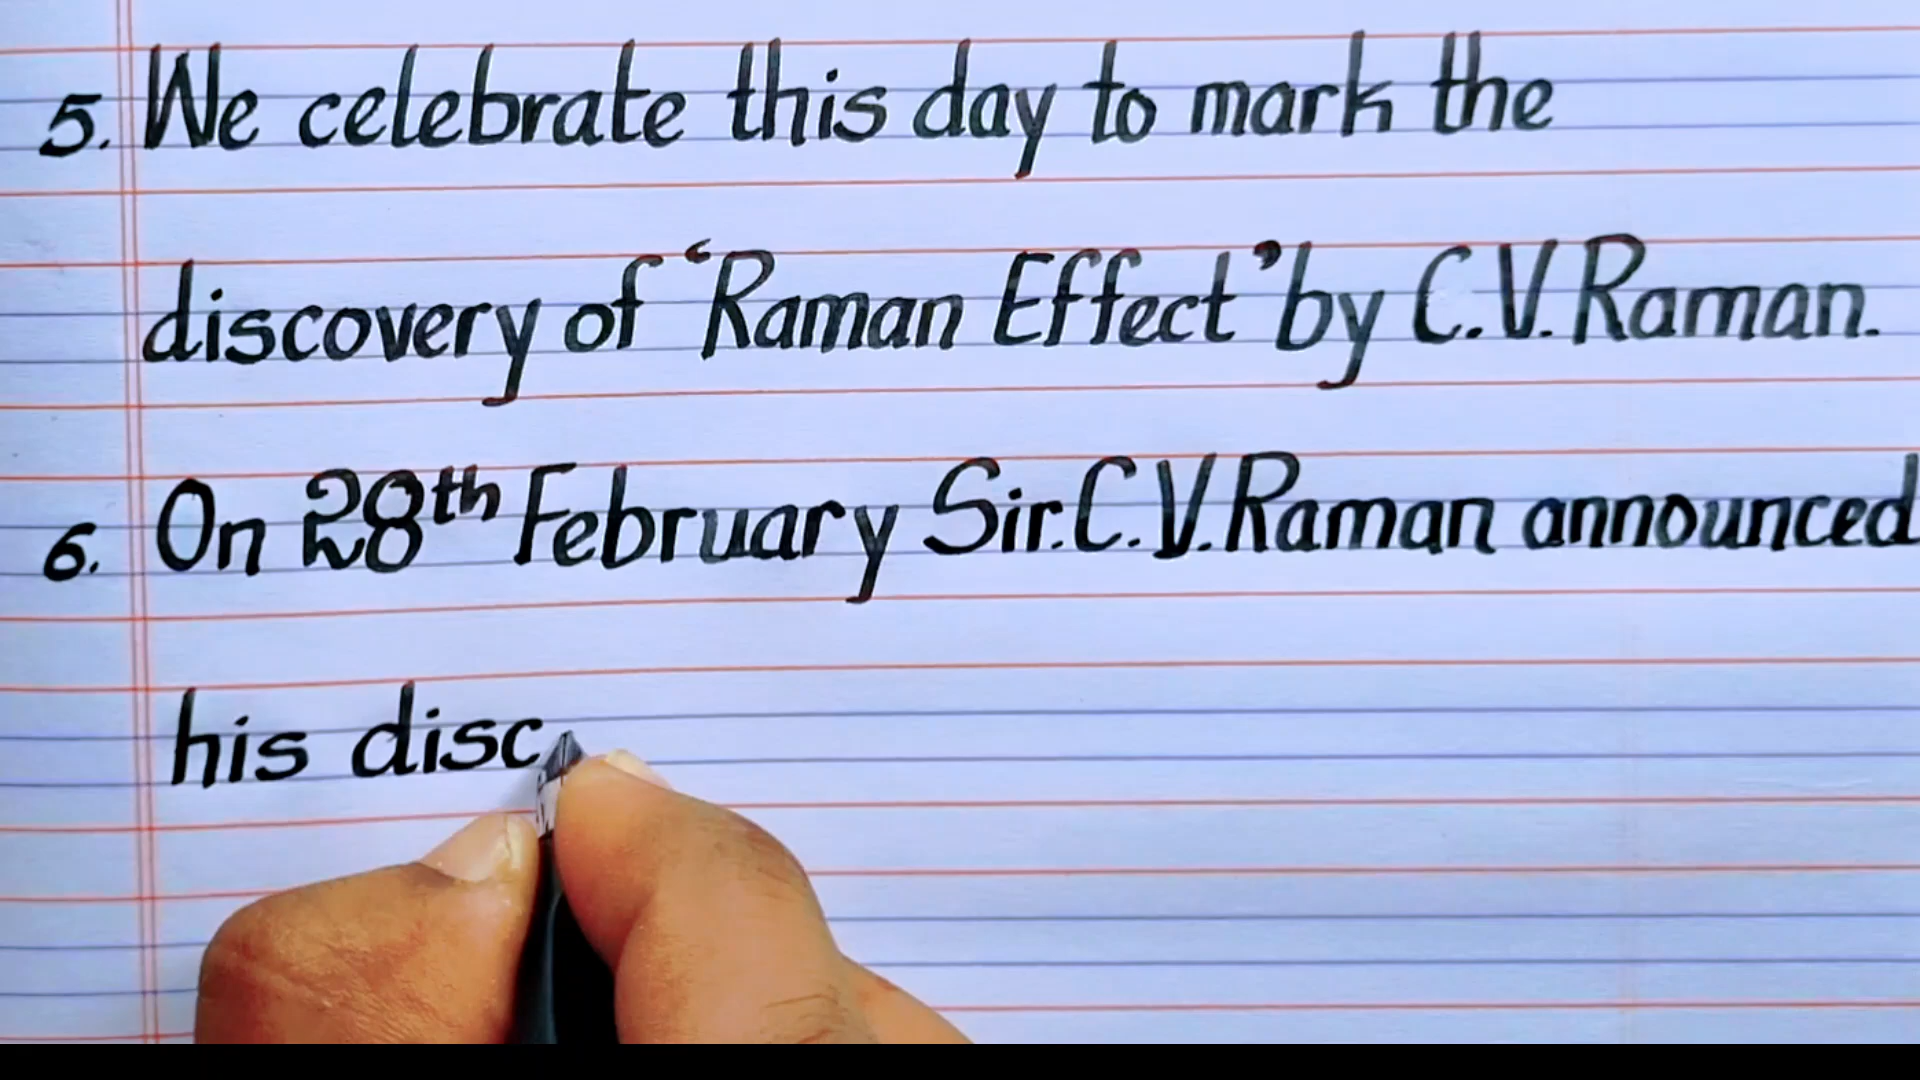 5. We celebrate this day to mark the
discovery of ‘Raman Effect’ by C.V. Raman.
6. On 28th February Sir. C.V. Raman announced
his disc